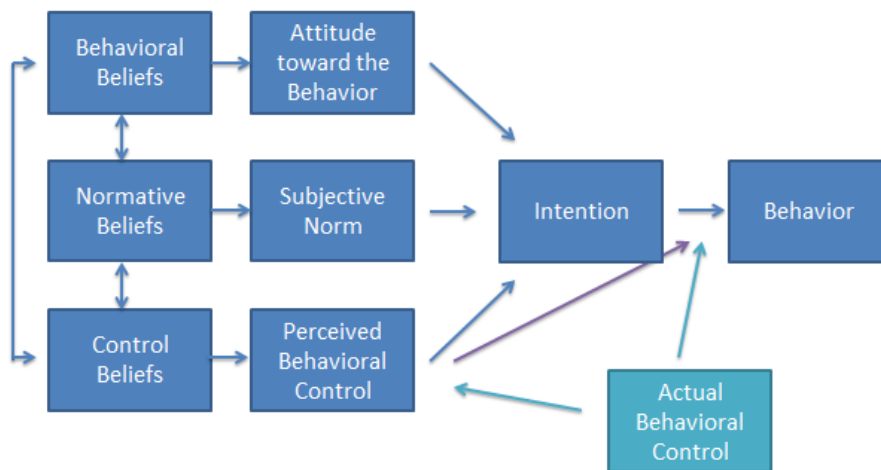 Behavioral
Beliefs
Attitude
toward the
Behavior
Normative
Beliefs
Subjective
Norm
Intention
Behavior
Control
Beliefs
Perceived
Behavioral
Control
Actual
Behavioral
Control